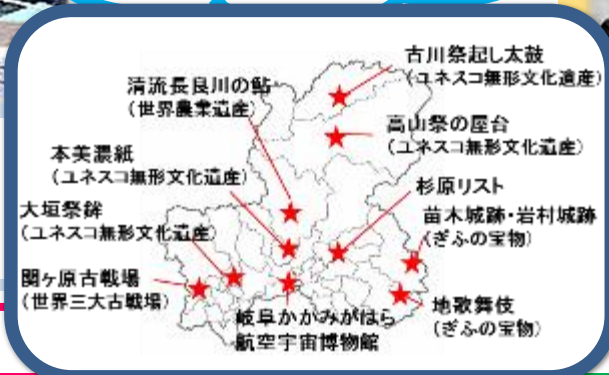 古川祭起し太鼓
(ユネスコ無形文化遺産)
清流長良川の鮎
(世界農業遺産)
高山祭の屋台
(ユネスコ無形文化遺産)
本美濃紙
(ユネスコ無形文化遺産)
杉原リスト
大垣祭軕
(ユネスコ無形文化遺産)
苗木城跡・岩村城跡
(ぎふの宝物)
関ヶ原古戦場
(世界三大古戦場)
地歌舞伎
(ぎふの宝物)
岐阜かかみがはら
航空宇宙博物館